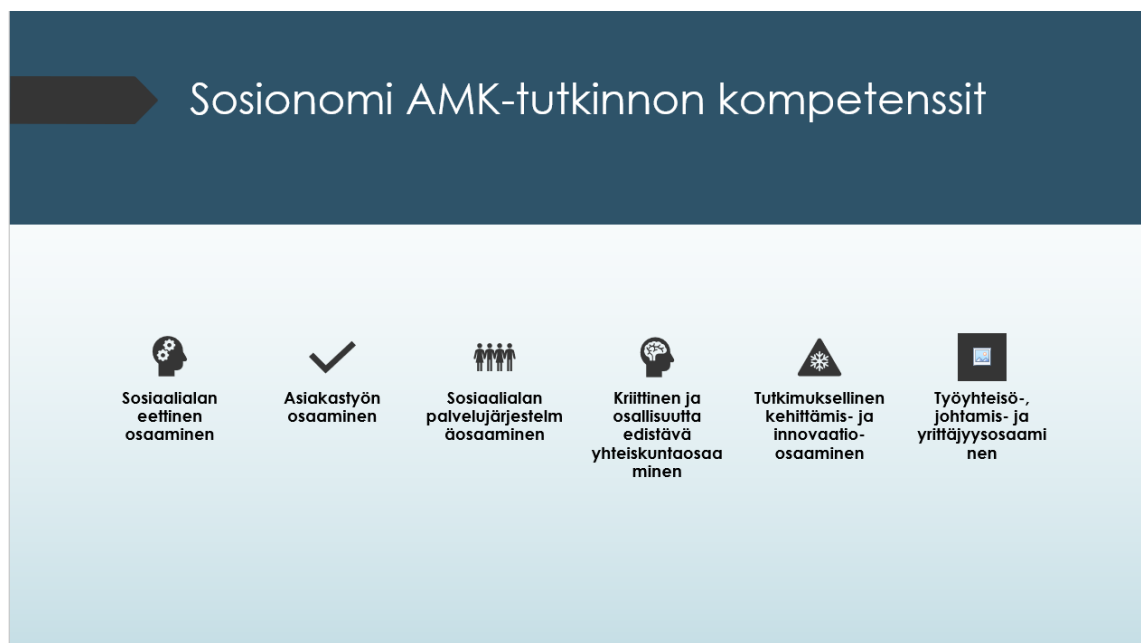 Sosionomi AMK-tutkinnon kompetenssit
Sosiaalialan
eettinen
osaaminen
Asiakastyön
osaaminen
Sosiaalialan
palvelujärjestelm
äosaaminen
Kriittinen ja
osallisuutta
edistävä
yhteiskuntaosaa
minen
Tutkimuksellinen
kehittämis- ja
innovaatio-
osaaminen
Työyhteisö-,
johtamis- ja
yrittäjyysosaami
nen